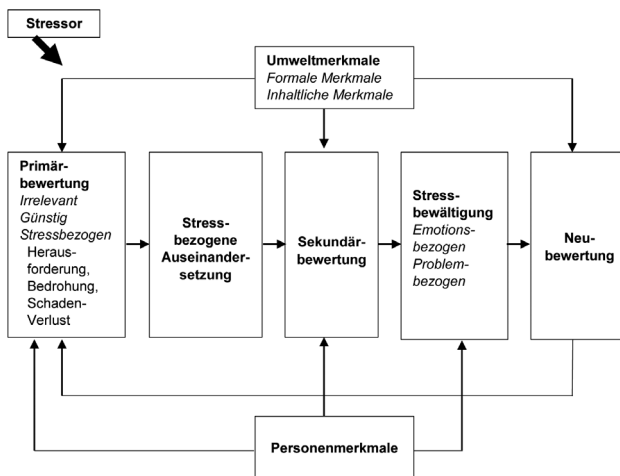 Stressor
Umweltmerkmale
Formale Merkmale
Inhaltliche Merkmale
Primär-
bewertung
Irrelevant
Günstig
Stressbezogen
Heraus-
forderung,
Bedrohung,
Schaden-
Verlust
Stress-
bezogene
Auseinander-
setzung
Sekundär-
bewertung
Stress-
bewältigung
Emotions-
bezogen
Problem-
bezogen
Neu-
bewertung
Personenmerkmale